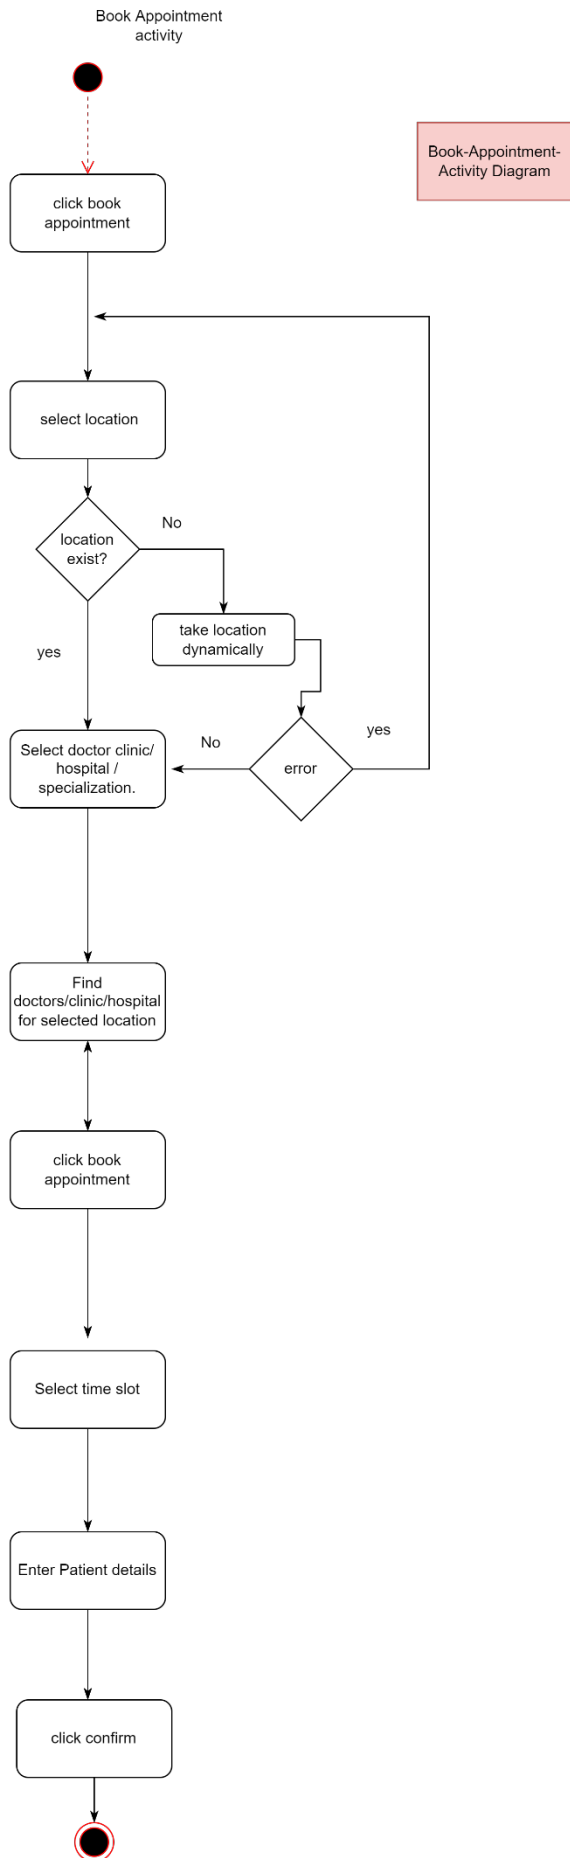 Book Appointment
activity
Book-Appointment-
Activity Diagram
click book
appointment
select location
location
exist?
No
take location
dynamically
yes
Select doctor clinic/
hospital /
specialization.
No
error
yes
Find
doctors/clinic/hospital
for selected location
click book
appointment
Select time slot
Enter Patient details
click confirm